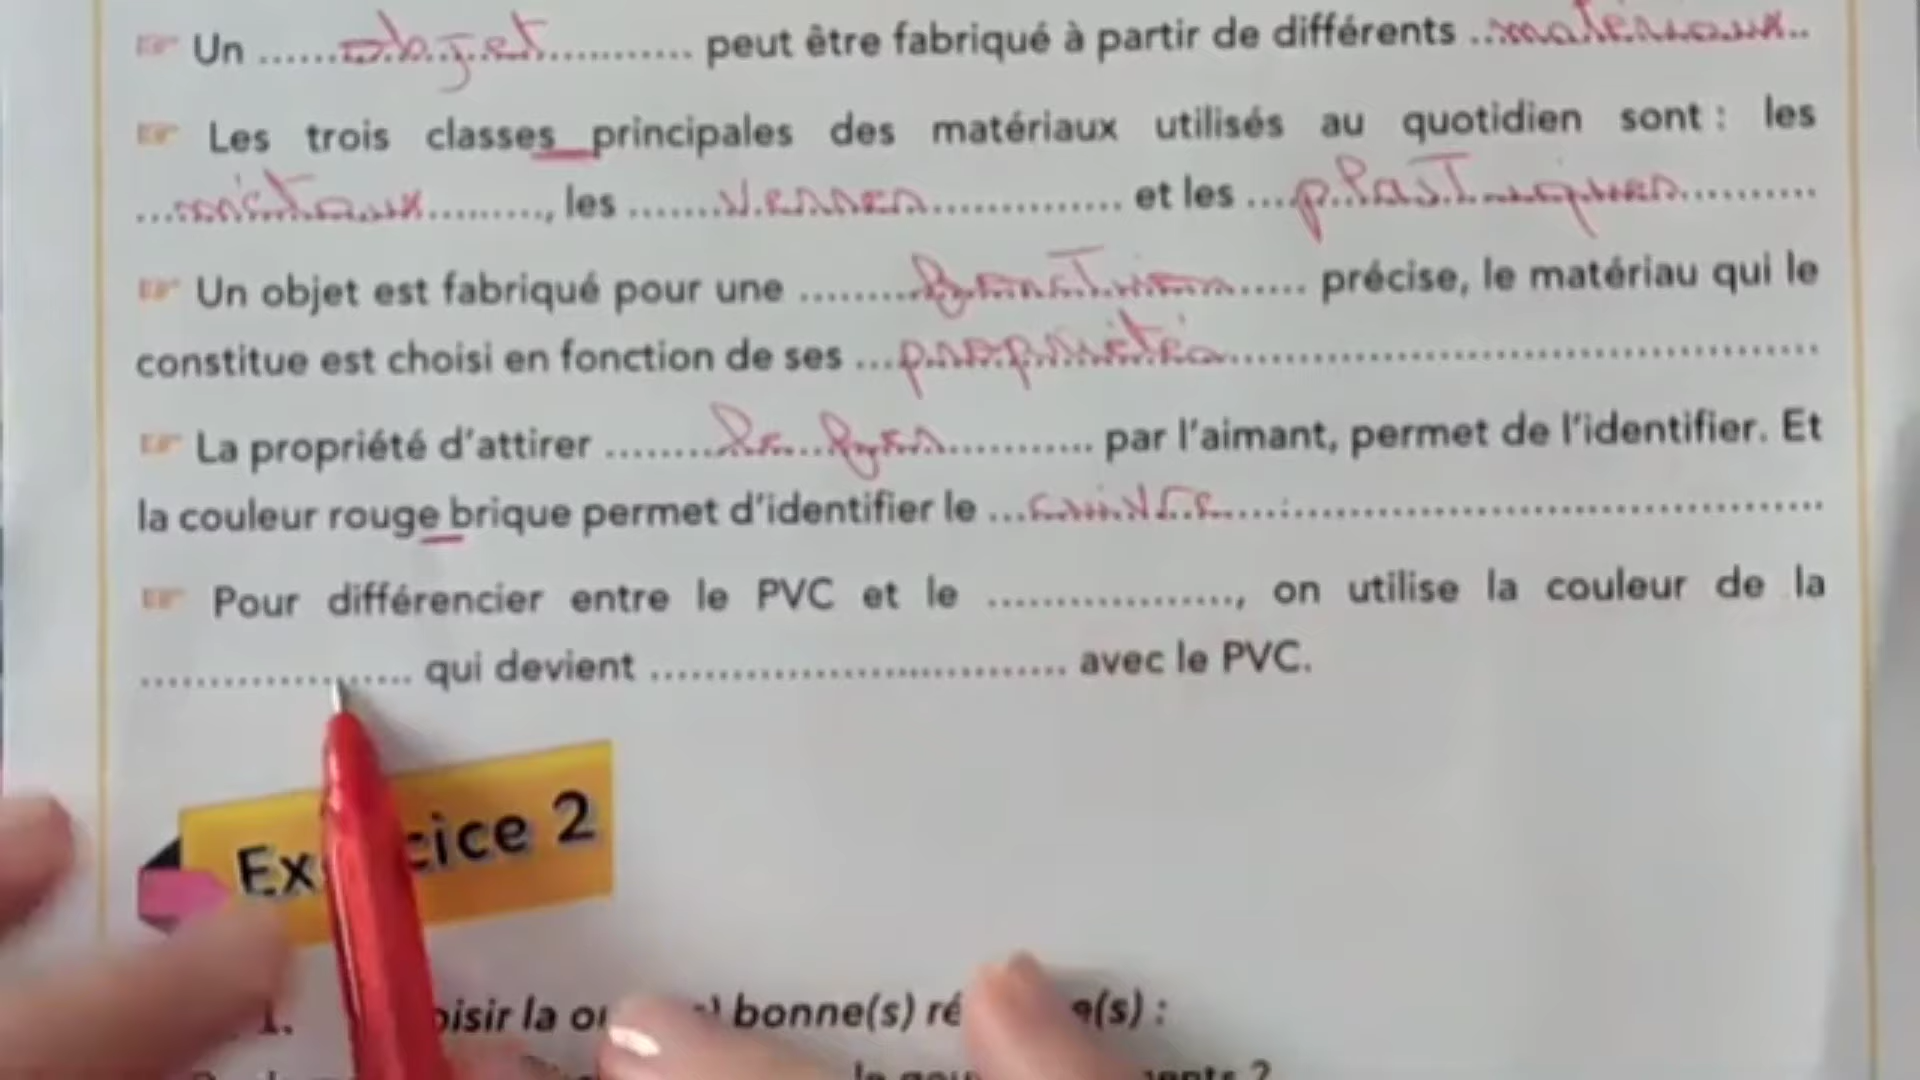 Un ......objet............ peut être fabriqué à partir de différents ..matériaux..
Les trois classes principales des matériaux utilisés au quotidien sont : les
...métaux........., les .......verres.............. et les ....plastiques..........
Un objet est fabriqué pour une .........fonction...... précise, le matériau qui le
constitue est choisi en fonction de ses ...propriétés..........................................
La propriété d'attirer .........le fer........... par l'aimant, permet de l'identifier. Et
la couleur rouge brique permet d'identifier le ...cuivre..........................................
Pour différencier entre le PVC et le ..................., on utilise la couleur de la
..................... qui devient ................................ avec le PVC.
Exercice 2
1. bonne(s)